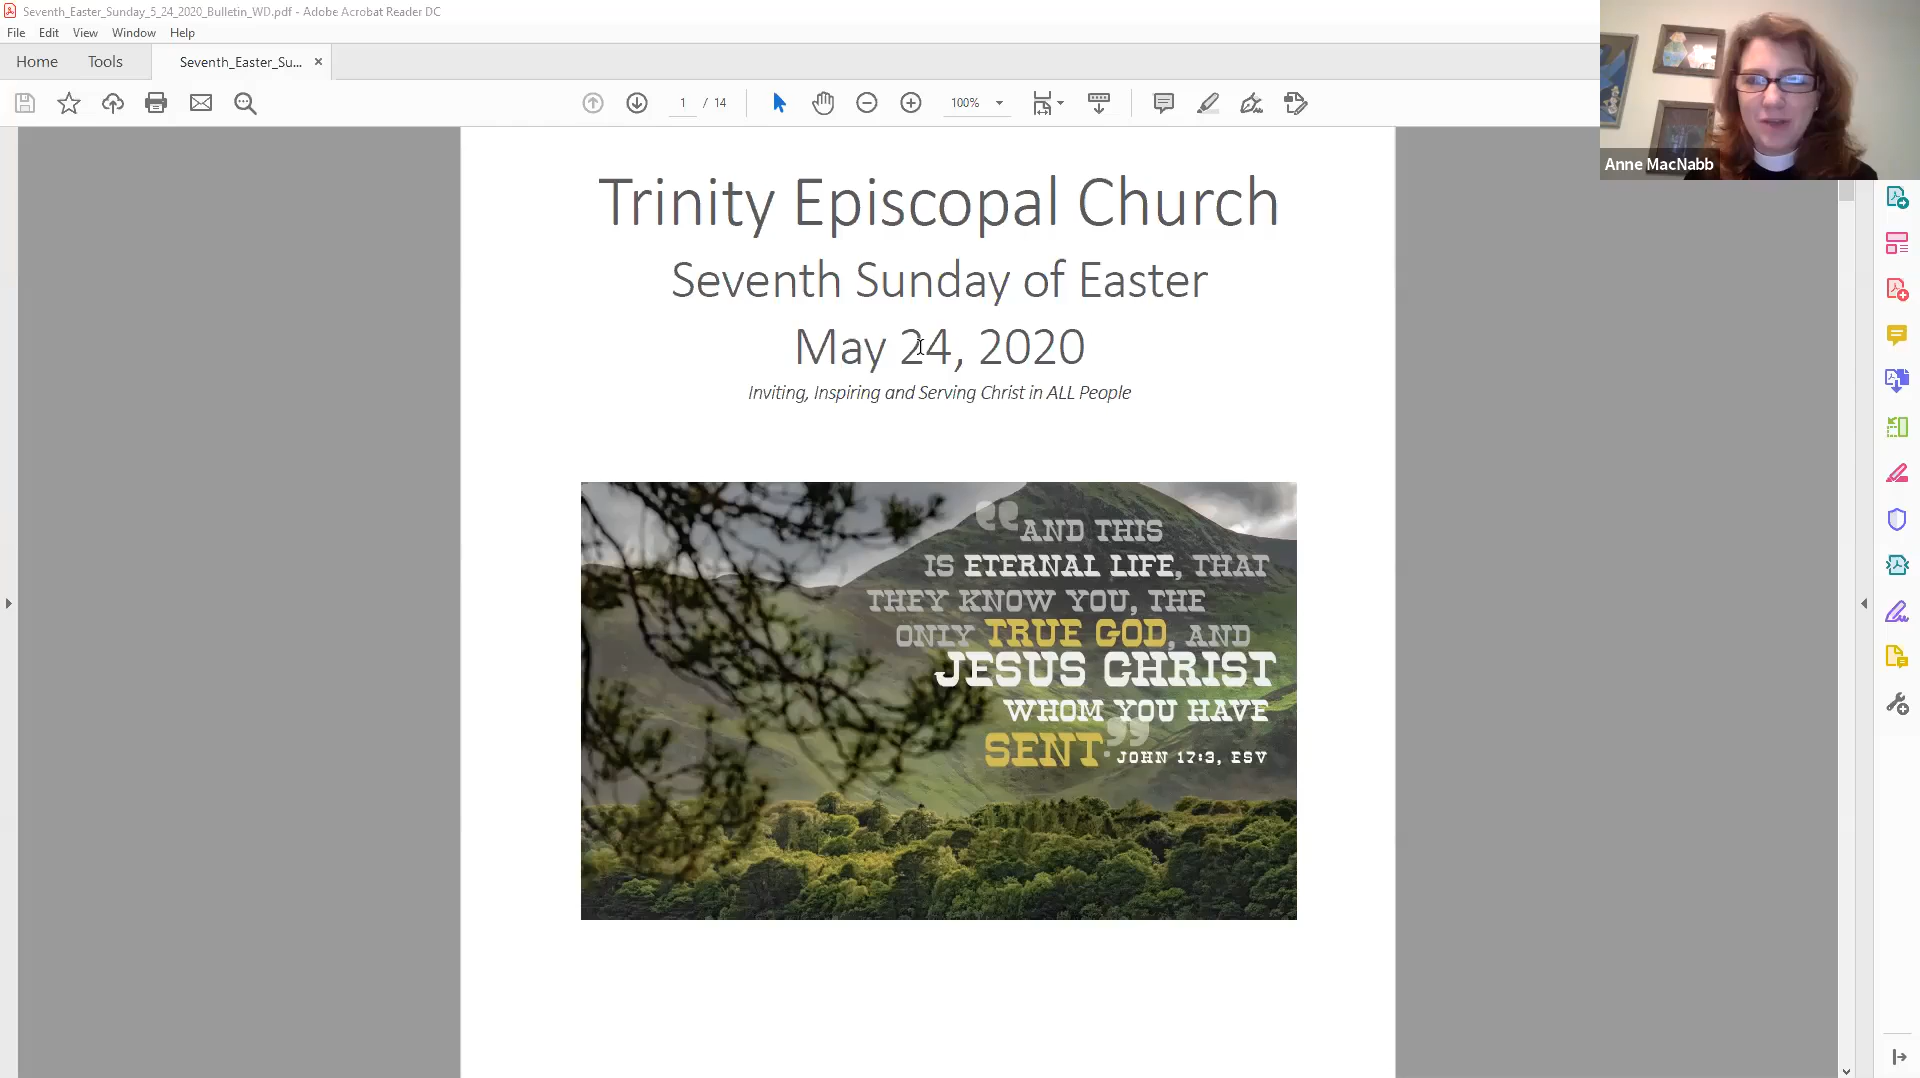 Seventh_Easter_Sunday_5_24_2020_Bulletin_WD.pdf - Adobe Acrobat Reader DC
File Edit View Window Help
Home Tools Seventh_Easter_Su... ×
1 / 14 100%
Anne MacNabb
Trinity Episcopal Church
Seventh Sunday of Easter
May 24, 2020
Inviting, Inspiring and Serving Christ in ALL People
“AND THIS
IS ETERNAL LIFE, THAT
THEY KNOW YOU, THE
ONLY TRUE GOD, AND
JESUS CHRIST
WHOM YOU HAVE
SENT.” JOHN 17:3, ESV